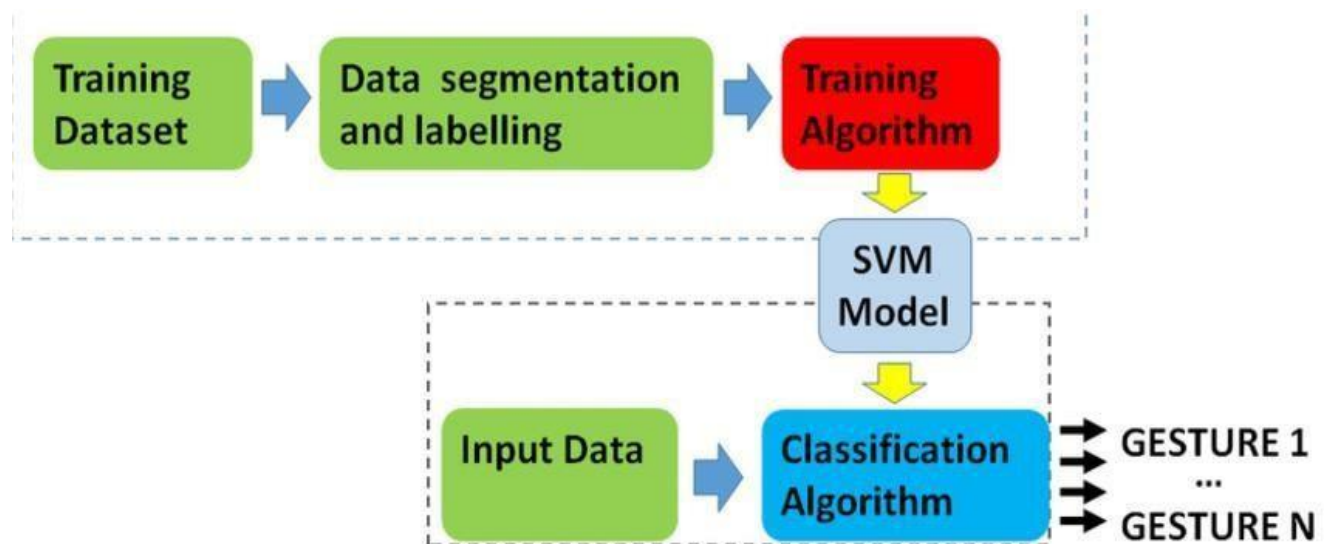 Training
Dataset
Data segmentation
and labelling
Training
Algorithm
SVM
Model
Input Data
Classification
Algorithm
GESTURE 1
...
GESTURE N